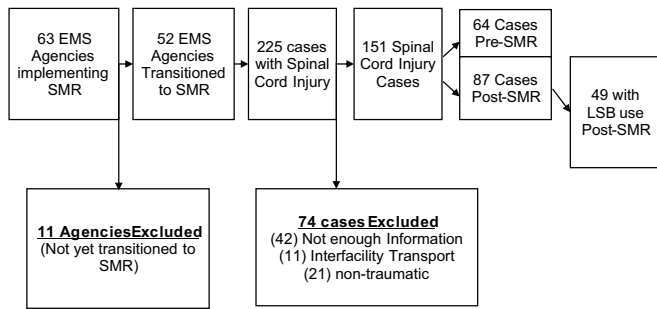 63 EMS
Agencies
implementing
SMR
52 EMS
Agencies
Transitioned
to SMR
225 cases
with Spinal
Cord Injury
151 Spinal
Cord Injury
Cases
64 Cases
Pre-SMR
87 Cases
Post-SMR
49 with
LSB use
Post-SMR
11 AgenciesExcluded
(Not yet transitioned to
SMR)
74 cases Excluded
(42) Not enough Information
(11) Interfacility Transport
(21) non-traumatic